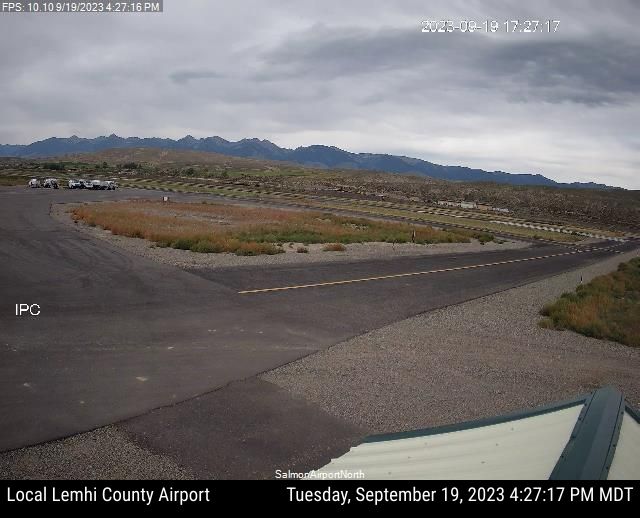 FPS: 10.10 9/19/2023 4:27:16 PM
2023-09-19 17:27:17
IPC
SalmonAirportNorth
Local Lemhi County Airport
Tuesday, September 19, 2023 4:27:17 PM MDT